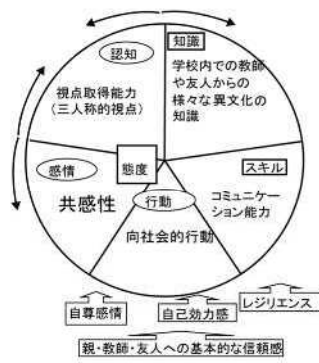 認知
知識
視点取得能力
(三人称的視点)
学校内での教師
や友人からの
様々な異文化の
知識
感情
態度
スキル
共感性
行動
コミュニケー
ション能力
向社会的行動
自尊感情
自己効力感
レジリエンス
親・教師・友人への基本的な信頼感